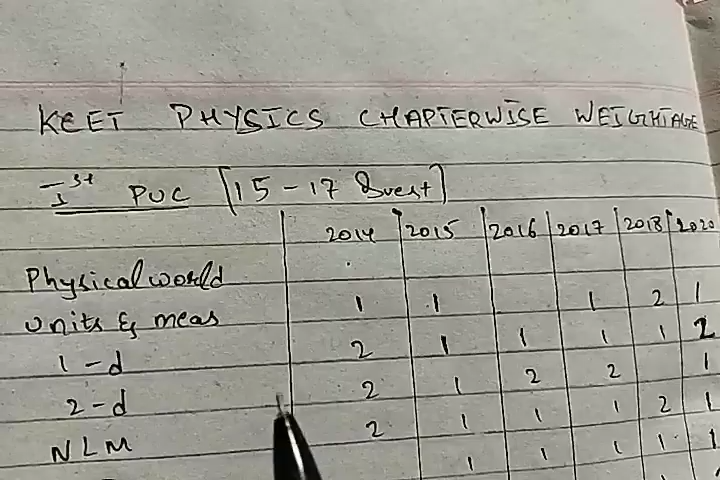 KCET PHYSICS CHAPTERWISE WEIGHTAGE
Ist PUC [15-17 Quest]
2014 2015 2016 2017 2018 2020
Physical world
Units & meas 1 1 1 2 1
1-d 2 1 1 1 1 2
2-d 2 1 2 2 1
NLM 2 1 1 1 2 1
1 1 1 1 1